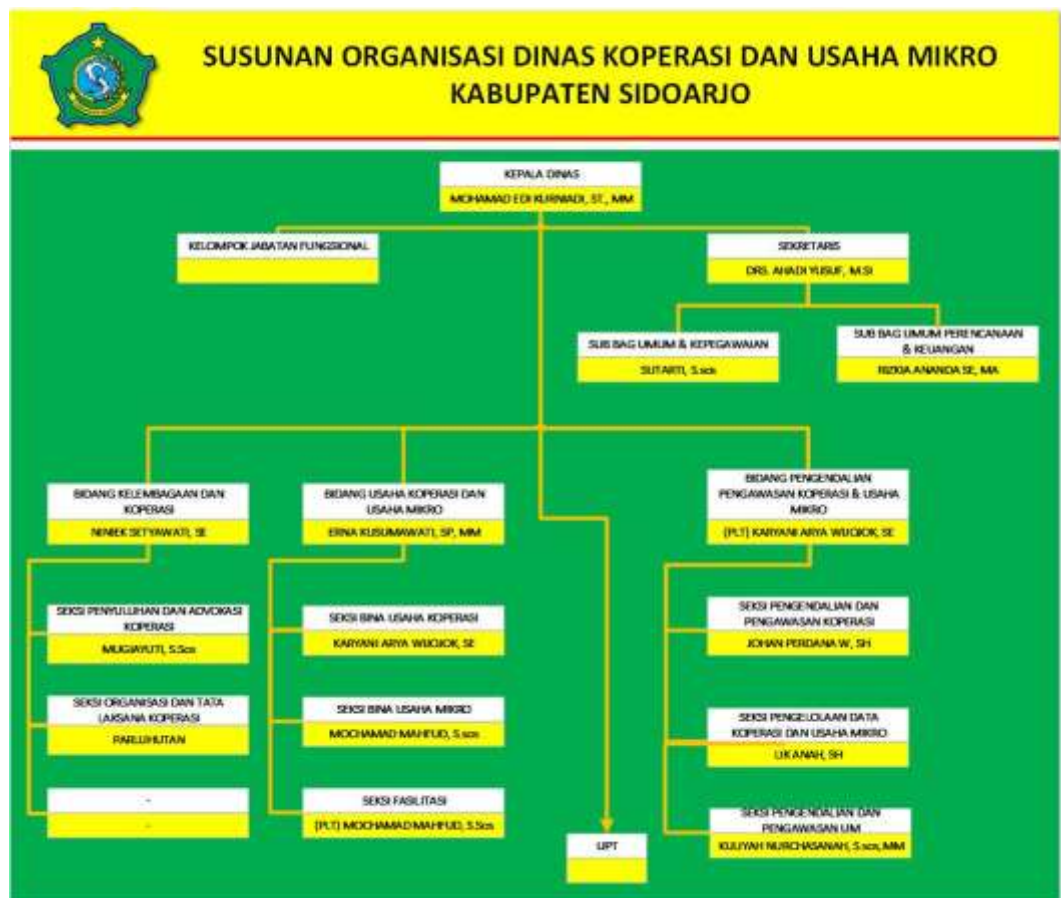 SUSUNAN ORGANISASI DINAS KOPERASI DAN USAHA MIKRO
KABUPATEN SIDOARJO
KEPALA DINAS
MOHAMAD EDI KURNIADI, ST., MM
KELOMPOK JABATAN FUNGSIONAL
SEKRETARIS
DRS. AHADI YUSUF, M.SI
SUB BAG UMUM & KEPEGAWAIAN
SUTARTI, S.sos
SUB BAG UMUM PERENCANAAN
& KEUANGAN
RIZKIA ANANDA SE, MA
BIDANG KELEMBAGAAN DAN
KOPERASI
NINIEK SETYAWATI, SE
BIDANG USAHA KOPERASI DAN
USAHA MIKRO
ERNA KUSUMAWATI, SP, MM
BIDANG PENGENDALIAN
PENGAWASAN KOPERASI & USAHA
MIKRO
(PLT) KARYANI ARYA WIJOJOK, SE
SEKSI PENYULUHAN DAN ADVOKASI
KOPERASI
MUGIAYUTI, S.Sos
SEKSI BINA USAHA KOPERASI
KARYANI ARYA WIJOJOK, SE
SEKSI PENGENDALIAN DAN
PENGAWASAN KOPERASI
JOHAN PERDANA W, SH
SEKSI ORGANISASI DAN TATA
LAKSANA KOPERASI
PARLUHUTAN
SEKSI BINA USAHA MIKRO
MOCHAMAD MAHFUD, S.sos
SEKSI PENGELOLAAN DATA
KOPERASI DAN USAHA MIKRO
LIK ANAH, SH
-
-
SEKSI FASILITASI
(PLT) MOCHAMAD MAHFUD, S.Sos
SEKSI PENGENDALIAN DAN
PENGAWASAN UM
KULIYAH NURCHASANAH, S.sos, MM
UPT